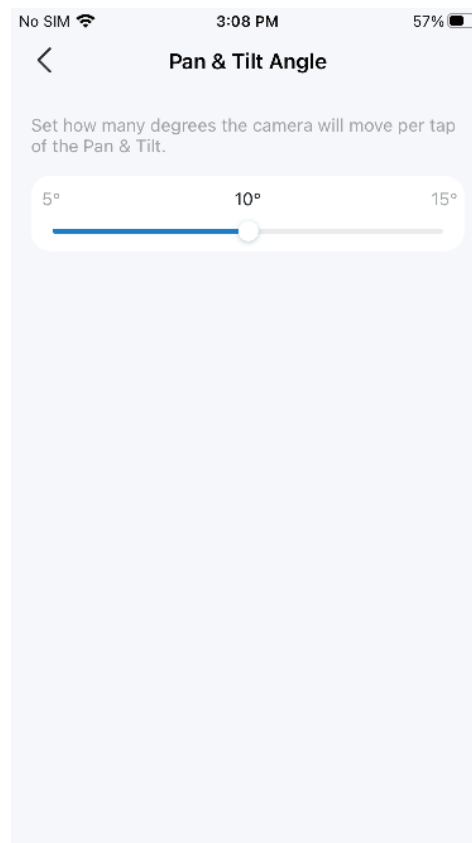 No SIM 3:08 PM 57%
Pan & Tilt Angle
Set how many degrees the camera will move per tap
of the Pan & Tilt.
5° 10° 15°